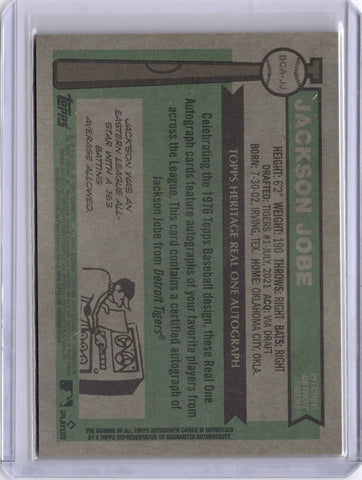 BCA-JJ
JACKSON JOBE
PITCHER
DETROIT
TIGERS
HEIGHT: 6'2" WEIGHT: 190 THROWS: RIGHT BATS: RIGHT
DRAFTED: TIGERS #1-JULY, 2021 ACQ: VIA DRAFT
BORN: 7-30-02, IRVING, TEX. HOME: OKLAHOMA CITY, OKLA.
TOPPS HERITAGE REAL ONE AUTOGRAPH
Celebrating the 1976 Topps Baseball design, these Real One
Autograph cards feature autographs of your favorite players from
across the League. This card contains a certified autograph of
Jackson Jobe from Detroit Tigers®
JACKSON WAS AN
EASTERN LEAGUE ALL-
STAR WITH A .163
BATTING
AVERAGE ALLOWED.
topps
PLAYERS
THE SIGNING OF ALL TOPPS AUTOGRAPH CARDS IS WITNESSED
BY A TOPPS REPRESENTATIVE TO GUARANTEE AUTHENTICITY.